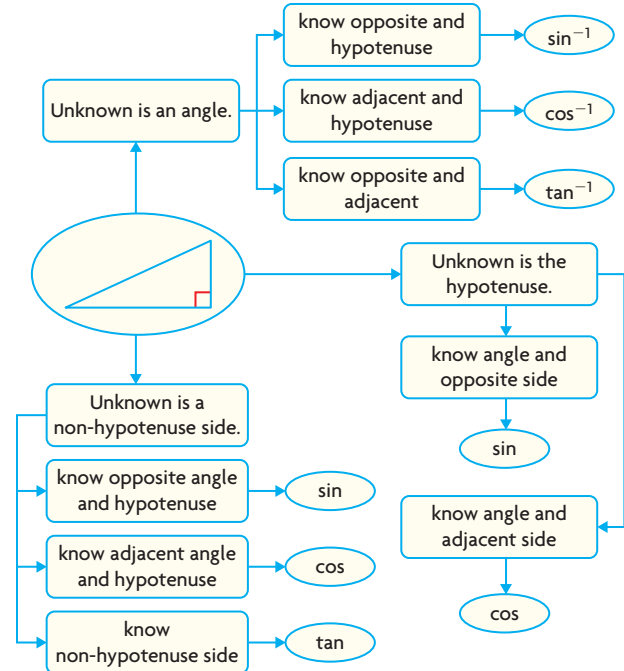 know opposite and
hypotenuse
sin⁻¹
Unknown is an angle.
know adjacent and
hypotenuse
cos⁻¹
know opposite and
adjacent
tan⁻¹
Unknown is the
hypotenuse.
know angle and
opposite side
sin
know angle and
adjacent side
cos
Unknown is a
non-hypotenuse side.
know opposite angle
and hypotenuse
sin
know adjacent angle
and hypotenuse
cos
know
non-hypotenuse side
tan